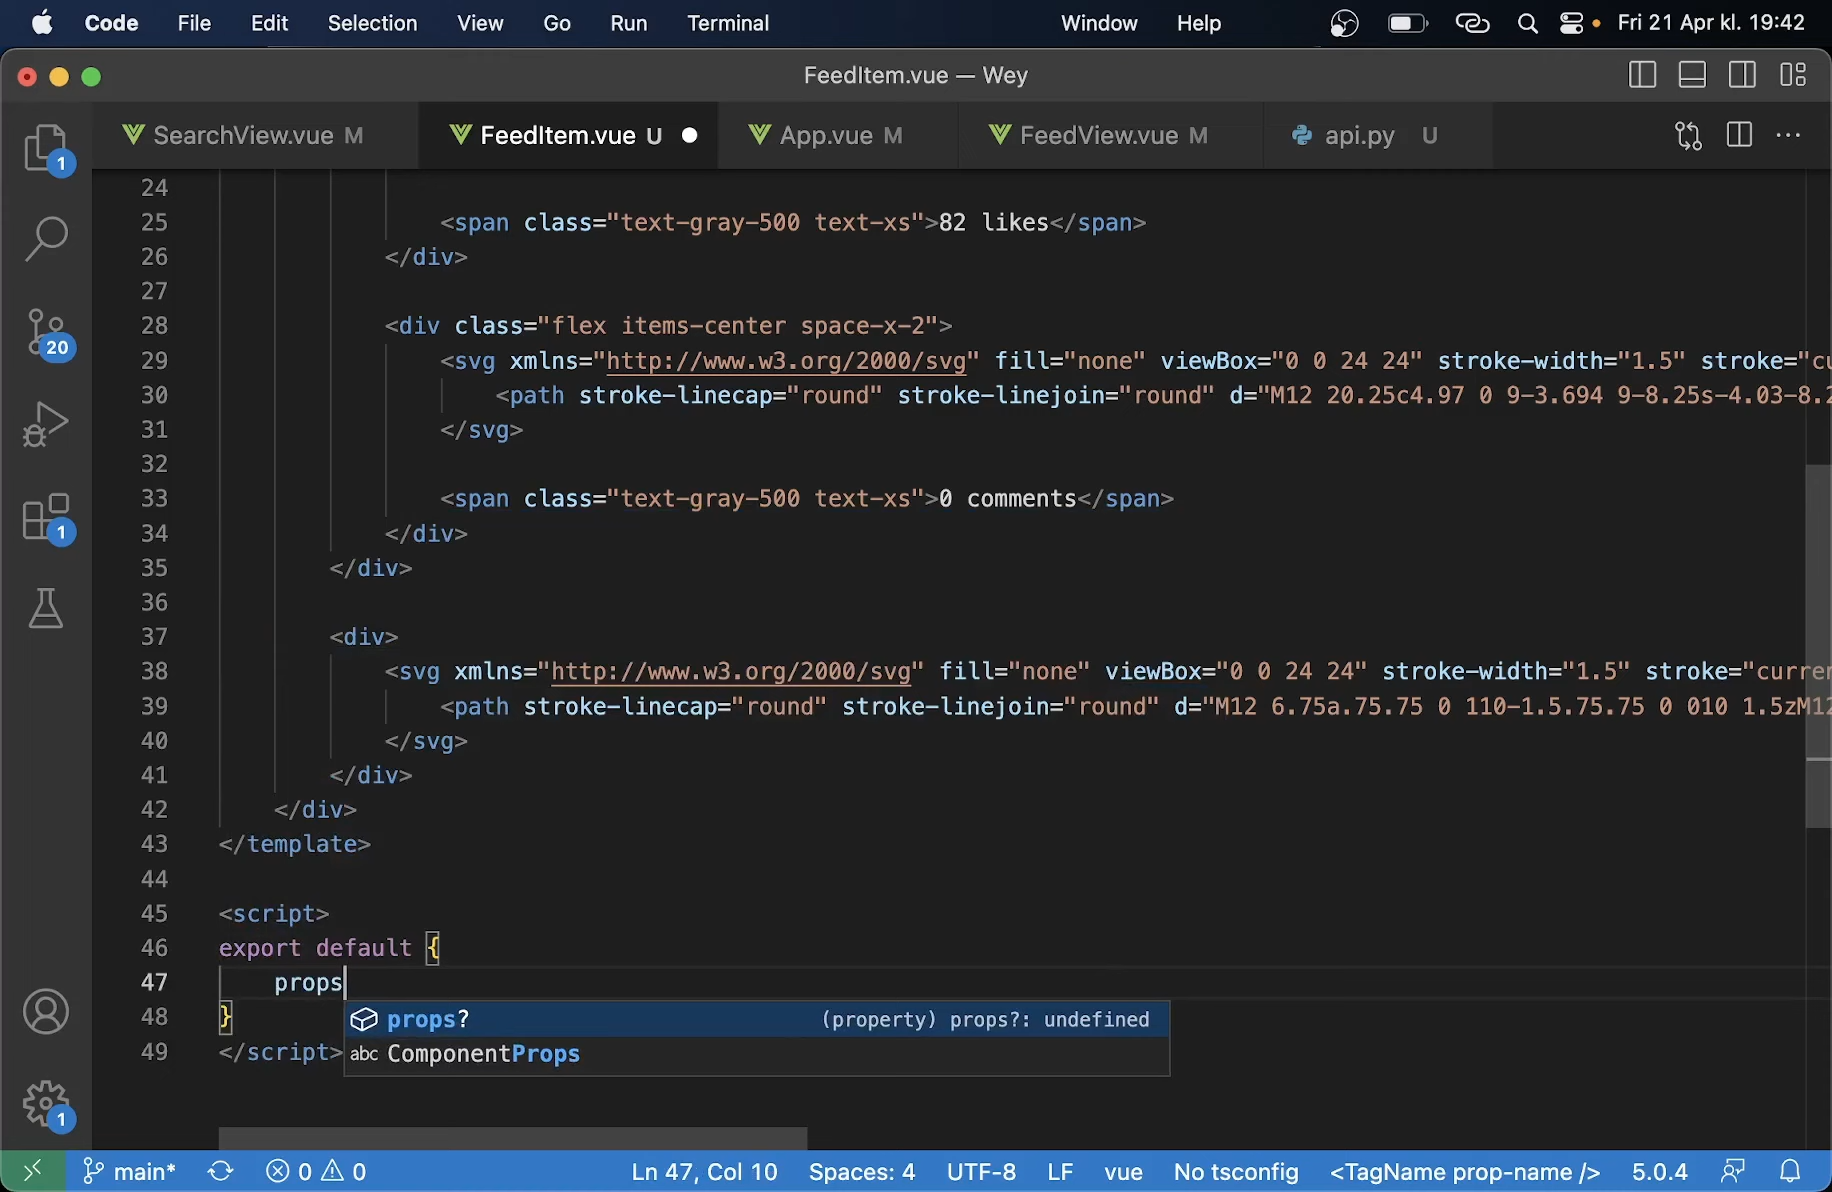 Code File Edit Selection View Go Run Terminal Window Help Fri 21 Apr kl. 19:42
FeedItem.vue — Wey
SearchView.vue M FeedItem.vue U App.vue M FeedView.vue M api.py U
1
20
1
1
24
25 <span class="text-gray-500 text-xs">82 likes</span>
26 </div>
27
28 <div class="flex items-center space-x-2">
29 <svg xmlns="http://www.w3.org/2000/svg" fill="none" viewBox="0 0 24 24" stroke-width="1.5" stroke="cu
30 <path stroke-linecap="round" stroke-linejoin="round" d="M12 20.25c4.97 0 9-3.694 9-8.25s-4.03-8.2
31 </svg>
32
33 <span class="text-gray-500 text-xs">0 comments</span>
34 </div>
35 </div>
36
37 <div>
38 <svg xmlns="http://www.w3.org/2000/svg" fill="none" viewBox="0 0 24 24" stroke-width="1.5" stroke="curre
39 <path stroke-linecap="round" stroke-linejoin="round" d="M12 6.75a.75.75 0 110-1.5.75.75 0 010 1.5zM12
40 </svg>
41 </div>
42 </div>
43 </template>
44
45 <script>
46 export default {
47 props
48 }
props? (property) props?: undefined
49 </script>
abc ComponentProps
main* 0 0 Ln 47, Col 10 Spaces: 4 UTF-8 LF vue No tsconfig <TagName prop-name /> 5.0.4